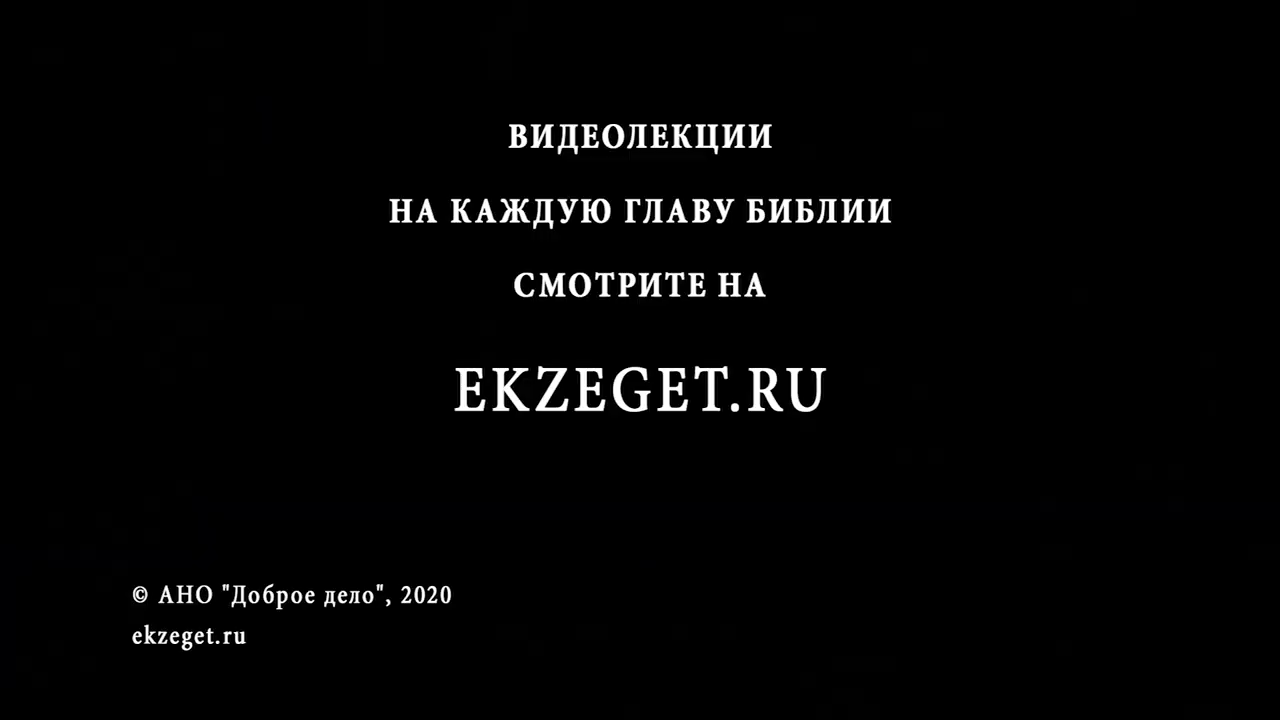 ВИДЕОЛЕКЦИИ
НА КАЖДУЮ ГЛАВУ БИБЛИИ
СМОТРИТЕ НА
EKZEGET.RU
© АНО "Доброе дело", 2020
ekzeget.ru